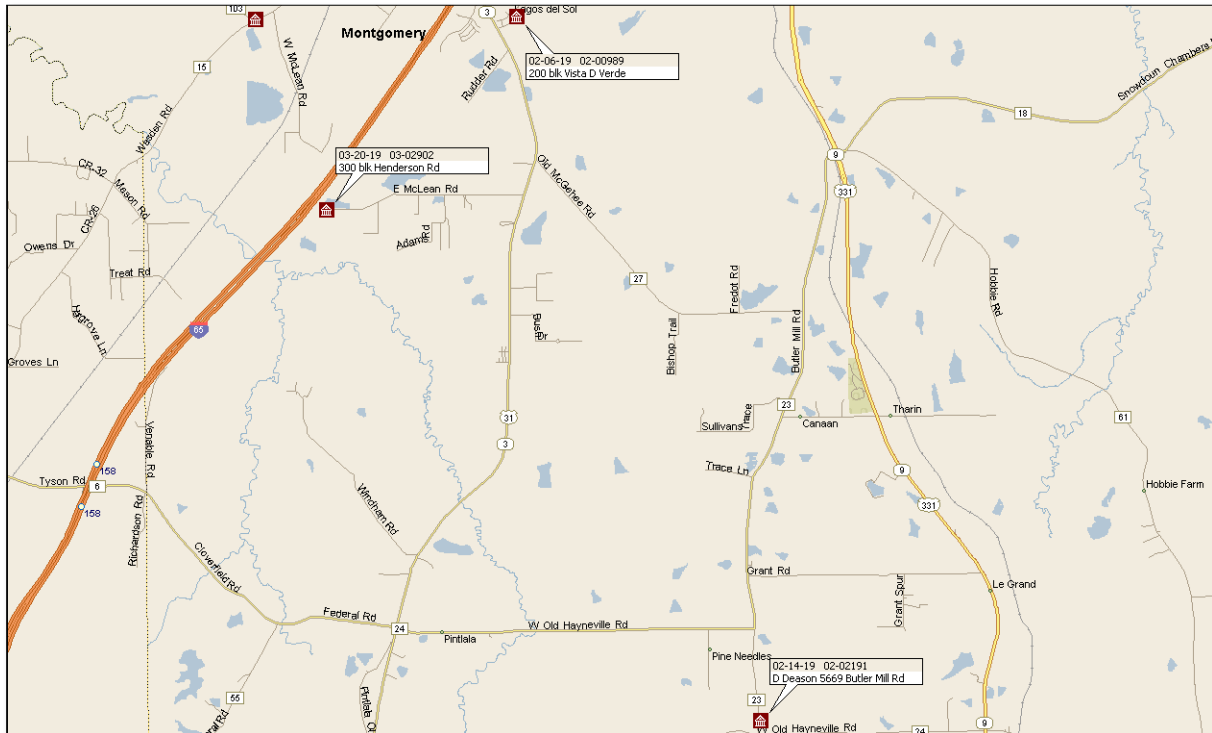 103
Montgomery
3
Lagos del Sol
02-06-19 02-00989
200 blk Vista D Verde
W McLean Rd
15
Rudder Rd
Snowdoun Chambers
18
Wasden Rd
9
03-20-19 03-02902
300 blk Henderson Rd
Old McGehee Rd
CR-32
Mason Rd
331
E McLean Rd
CR-26
Adams Rd
Owens Dr
Treat Rd
27
Fredot Rd
Hobbie Rd
Butler Mill Rd
Bush Dr
65
Bishop Trail
Groves Ln
23
Tharin
Canaan
61
31
3
Sullivans
Trace
Venable Rd
158
Trace Ln
9
Tyson Rd
6
Hobbie Farm
158
Windham Rd
331
Richardson Rd
Cloverfield Rd
Grant Rd
Grant Spur
Le Grand
Federal Rd
24
Pintlala
W Old Hayneville Rd
Pine Needles
02-14-19 02-02191
D Deason 5669 Butler Mill Rd
55
23
W Old Hayneville Rd
24
9